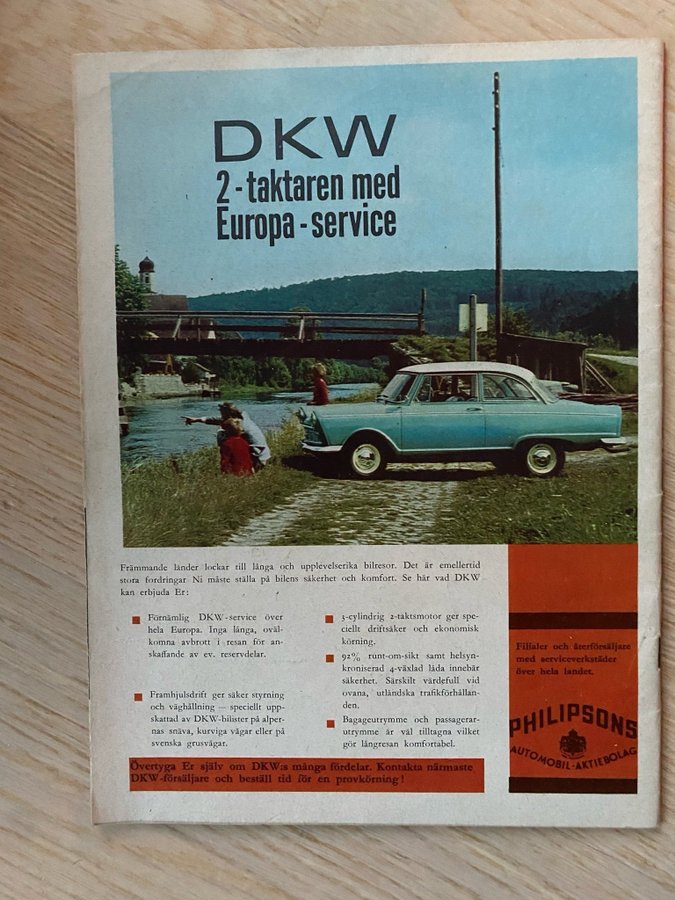 DKW
2-taktaren med
Europa-service
Främmande länder lockar till långa och upplevelserika bilresor. Det är emellertid
stora fordringar Ni måste ställa på bilens säkerhet och komfort. Se här vad DKW
kan erbjuda Er:
Förnämlig DKW-service över
hela Europa. Inga långa, oväl-
komna avbrott i resan för an-
skaffande av ev. reservdelar.
Framhjulsdrift ger säker styrning
och väghållning — speciellt upp-
skattad av DKW-bilister på alper-
nas snäva, kurviga vägar eller på
svenska grusvägar.
3-cylindrig 2-taktsmotor ger spe-
ciellt driftsäker och ekonomisk
körning.
92% runt-om-sikt samt helsyn-
kroniserad 4-växlad låda innebär
säkerhet. Särskilt värdefull vid
ovana, utländska trafikförhållan-
den.
Bagageutrymme och passagerar-
utrymme är väl tilltagna vilket
gör långresan komfortabel.
Övertyga Er själv om DKW:s många fördelar. Kontakta närmaste
DKW-försäljare och beställ tid för en provkörning!
Filialer och återförsäljare
med serviceverkstäder
över hela landet.
PHILIPSONS
AUTOMOBIL-AKTIEBOLAG